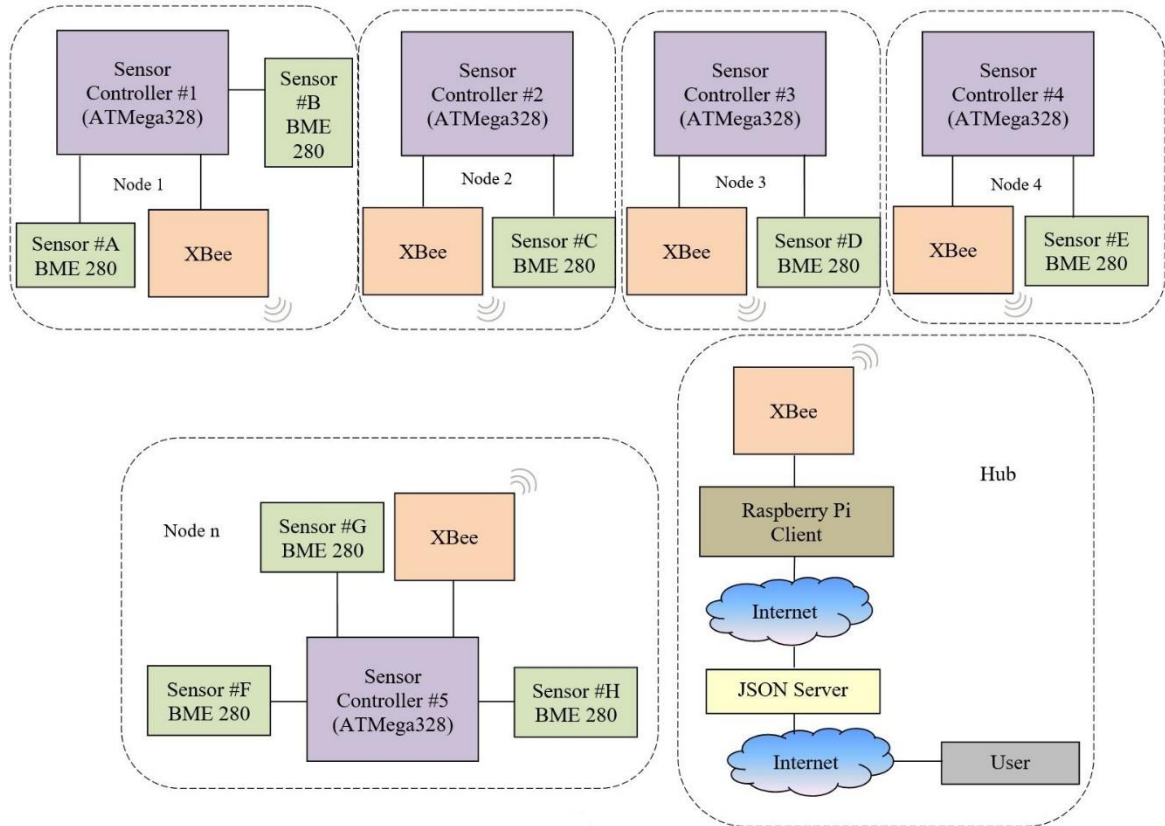 Sensor
Controller #1
(ATMega328)
Sensor
#B
BME
280
Node 1
Sensor #A
BME 280
XBee
Sensor
Controller #2
(ATMega328)
Node 2
XBee
Sensor #C
BME 280
Sensor
Controller #3
(ATMega328)
Node 3
XBee
Sensor #D
BME 280
Sensor
Controller #4
(ATMega328)
Node 4
XBee
Sensor #E
BME 280
Node n
Sensor #G
BME 280
XBee
Sensor #F
BME 280
Sensor
Controller #5
(ATMega328)
Sensor #H
BME 280
XBee
Hub
Raspberry Pi
Client
Internet
JSON Server
Internet
User